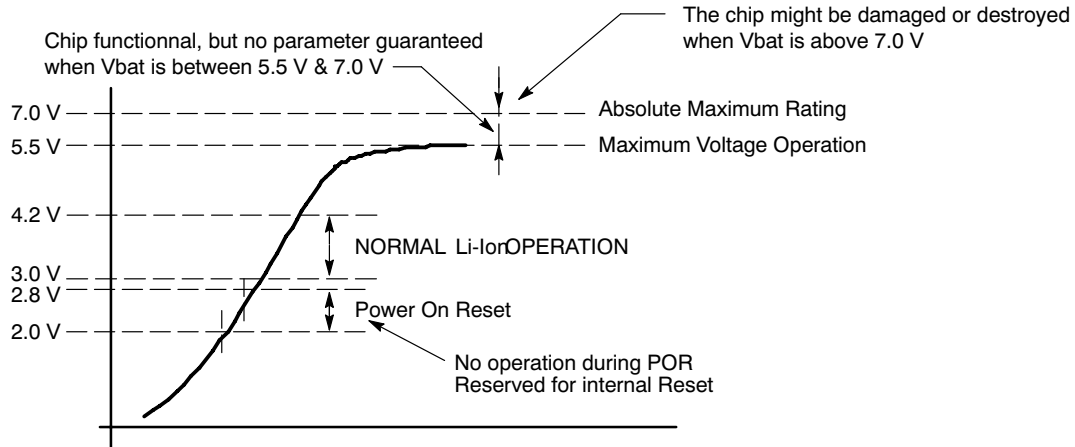 The chip might be damaged or destroyed
when Vbat is above 7.0 V
Chip functionnal, but no parameter guaranteed
when Vbat is between 5.5 V & 7.0 V
7.0 V
Absolute Maximum Rating
5.5 V
Maximum Voltage Operation
4.2 V
NORMAL Li-IonOPERATION
3.0 V
2.8 V
Power On Reset
2.0 V
No operation during POR
Reserved for internal Reset